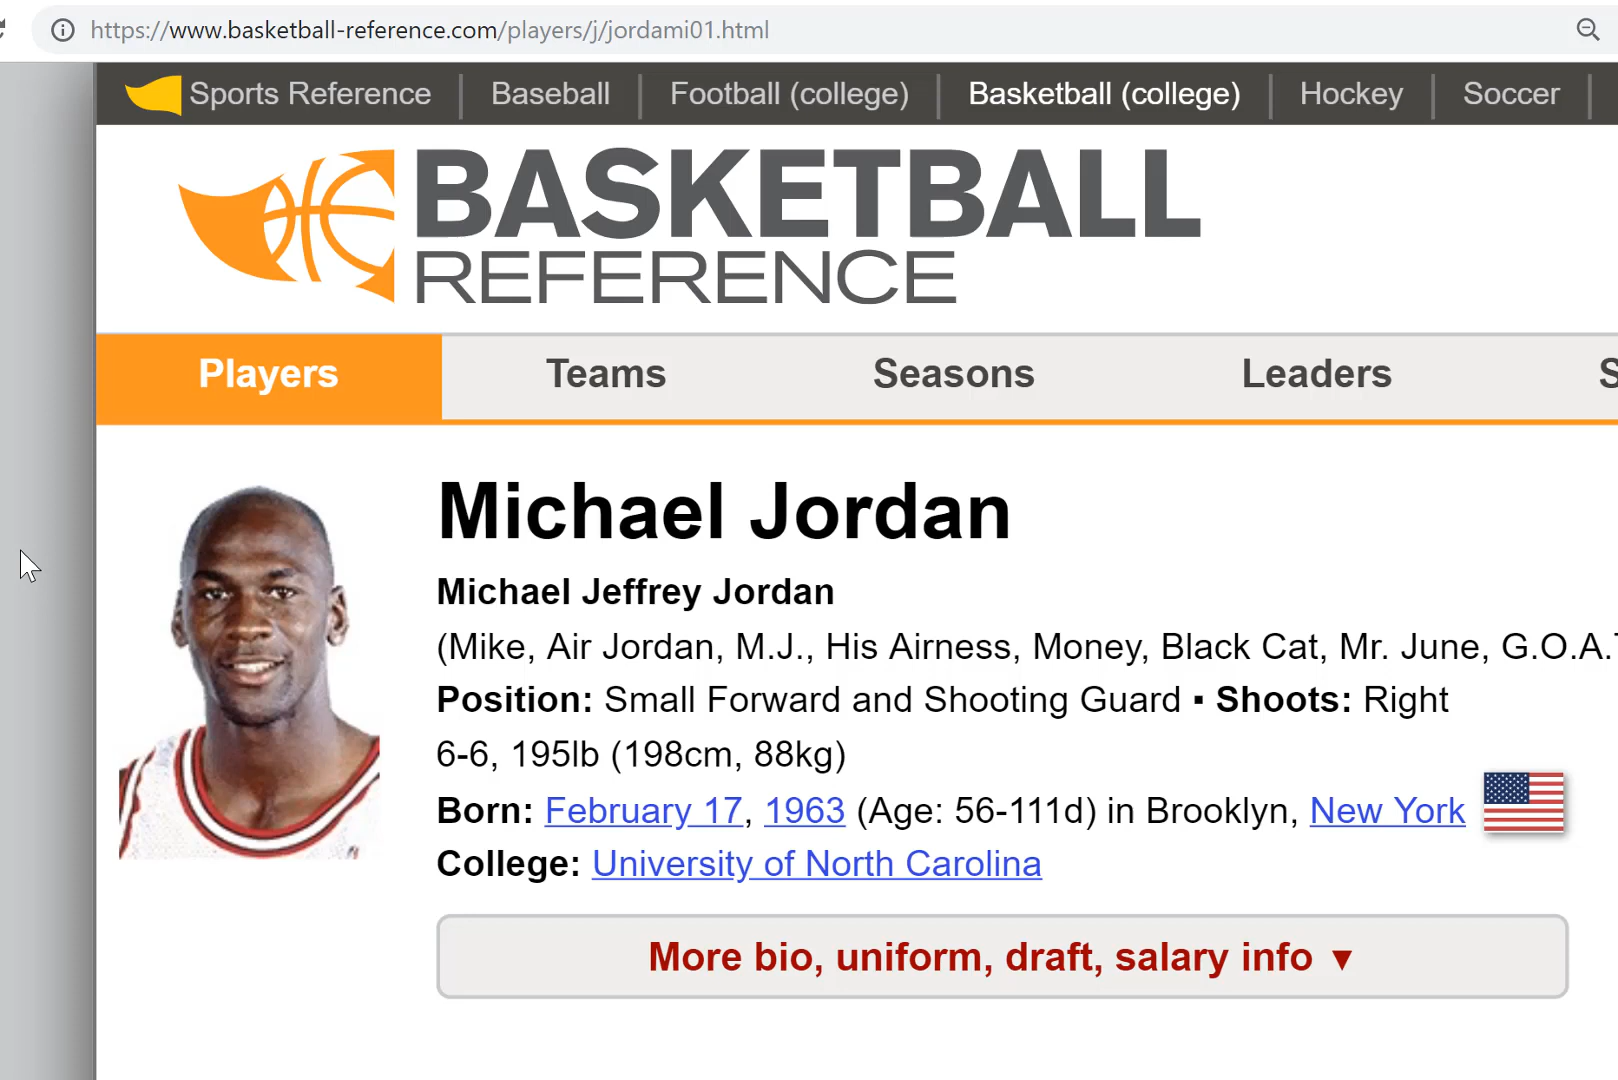 https://www.basketball-reference.com/players/j/jordami01.html
Sports Reference Baseball Football (college) Basketball (college) Hockey Soccer
BASKETBALL
REFERENCE
Players Teams Seasons Leaders S
Michael Jordan
Michael Jeffrey Jordan
(Mike, Air Jordan, M.J., His Airness, Money, Black Cat, Mr. June, G.O.A.T
Position: Small Forward and Shooting Guard ▪ Shoots: Right
6-6, 195lb (198cm, 88kg)
Born: February 17, 1963 (Age: 56-111d) in Brooklyn, New York
College: University of North Carolina
More bio, uniform, draft, salary info ▼